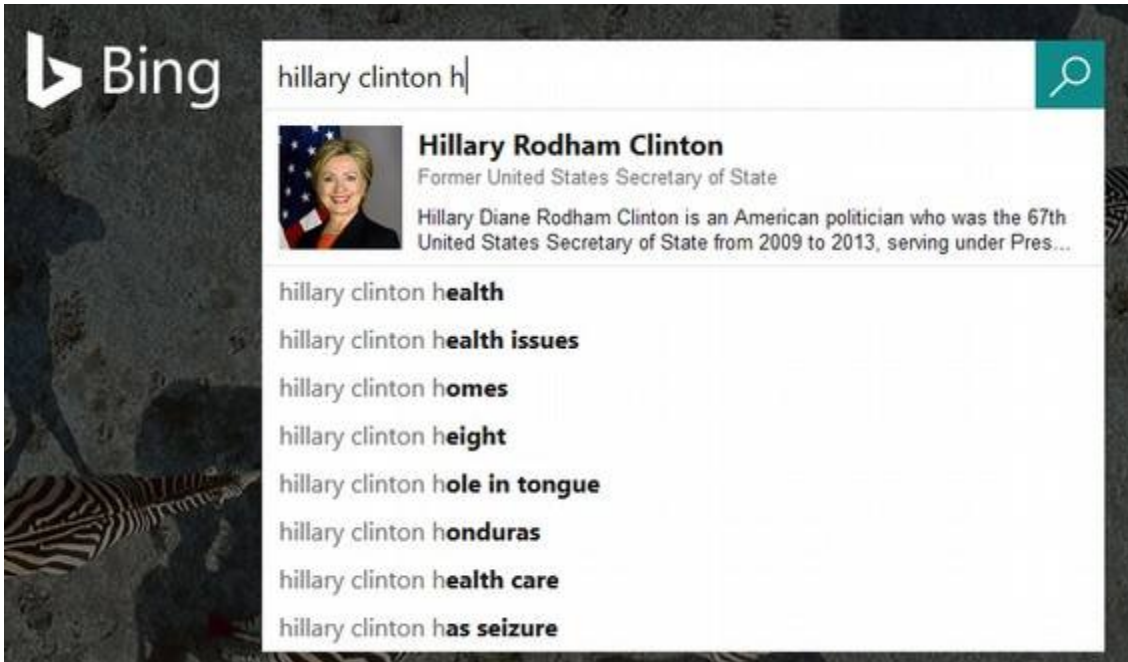 Bing
hillary clinton h
Hillary Rodham Clinton
Former United States Secretary of State
Hillary Diane Rodham Clinton is an American politician who was the 67th
United States Secretary of State from 2009 to 2013, serving under Pres...
hillary clinton health
hillary clinton health issues
hillary clinton homes
hillary clinton height
hillary clinton hole in tongue
hillary clinton honduras
hillary clinton health care
hillary clinton has seizure